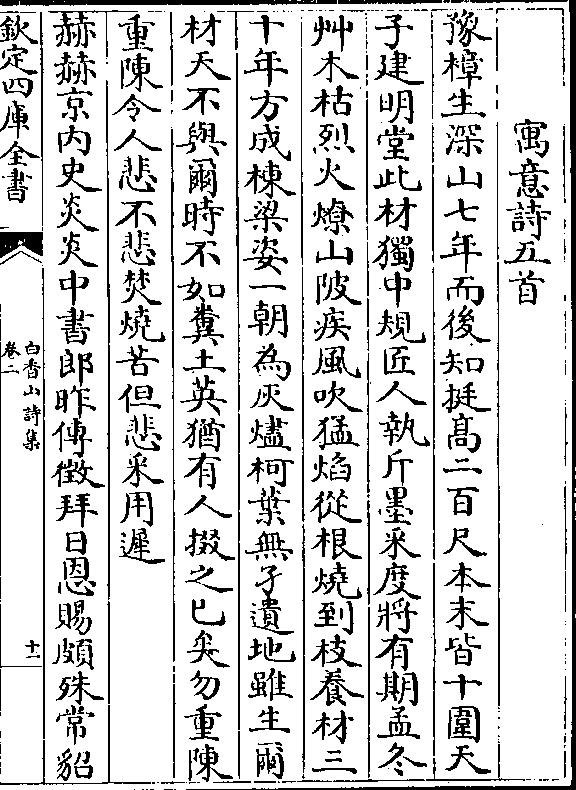 寓意詩五首
豫樟生深山七年而後知挺髙二百尺本末皆十圍天
子建明堂此材獨中規匠人執斤墨采度將有期孟冬
艸木枯烈火燎山陂疾風吹猛焰從根燒到枝養材三
十年方成棟梁姿一朝為灰燼柯葉無孑遺地雖生爾
材天不與爾時不如糞土英猶有人掇之已矣勿重陳
重陳令人悲不悲焚燒苦但悲采用遲
赫赫京内史炎炎中書郎昨傳徵拜日恩賜頗殊常貂
欽定四庫全書
白香山詩集
卷二
十一